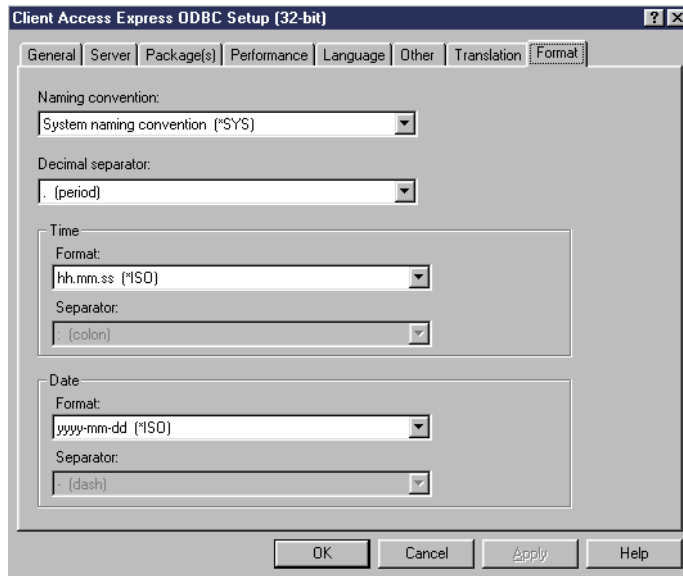 Client Access Express ODBC Setup (32-bit)
General Server Package(s) Performance Language Other Translation Format
Naming convention:
System naming convention (*SYS)
Decimal separator:
. (period)
Time
Format:
hh.mm.ss (*ISO)
Separator:
: (colon)
Date
Format:
yyyy-mm-dd (*ISO)
Separator:
- (dash)
OK Cancel Apply Help